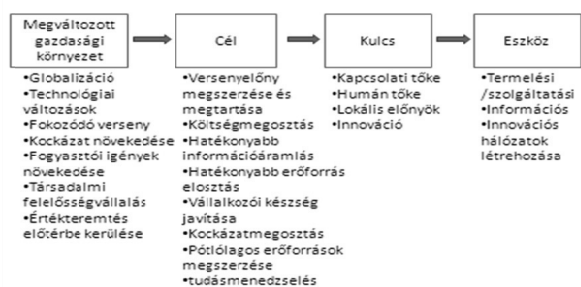 Megváltozott
gazdasági
környezet
•Globalizáció
•Technológiai
változások
•Fokozódó verseny
•Kockázat növekedése
•Fogyasztói igények
növekedése
•Társadalmi
felelősségvállalás
•Értékteremtés
előtérbe kerülése
Cél
•Versenyelőny
megszerzése és
megtartása
•Költségmegosztás
•Hatékonyabb
információáramlás
•Hatékonyabb erőforrás
elosztás
•Vállalkozói készség
javítása
•Kockázatmegosztás
•Pótlólagos erőforrások
megszerzése
•tudásmenedzselés
Kulcs
•Kapcsolati tőke
•Humán tőke
•Lokális előnyök
•Innováció
Eszköz
•Termelési
/szolgáltatási
•Információs
•Innovációs
hálózatok
létrehozása